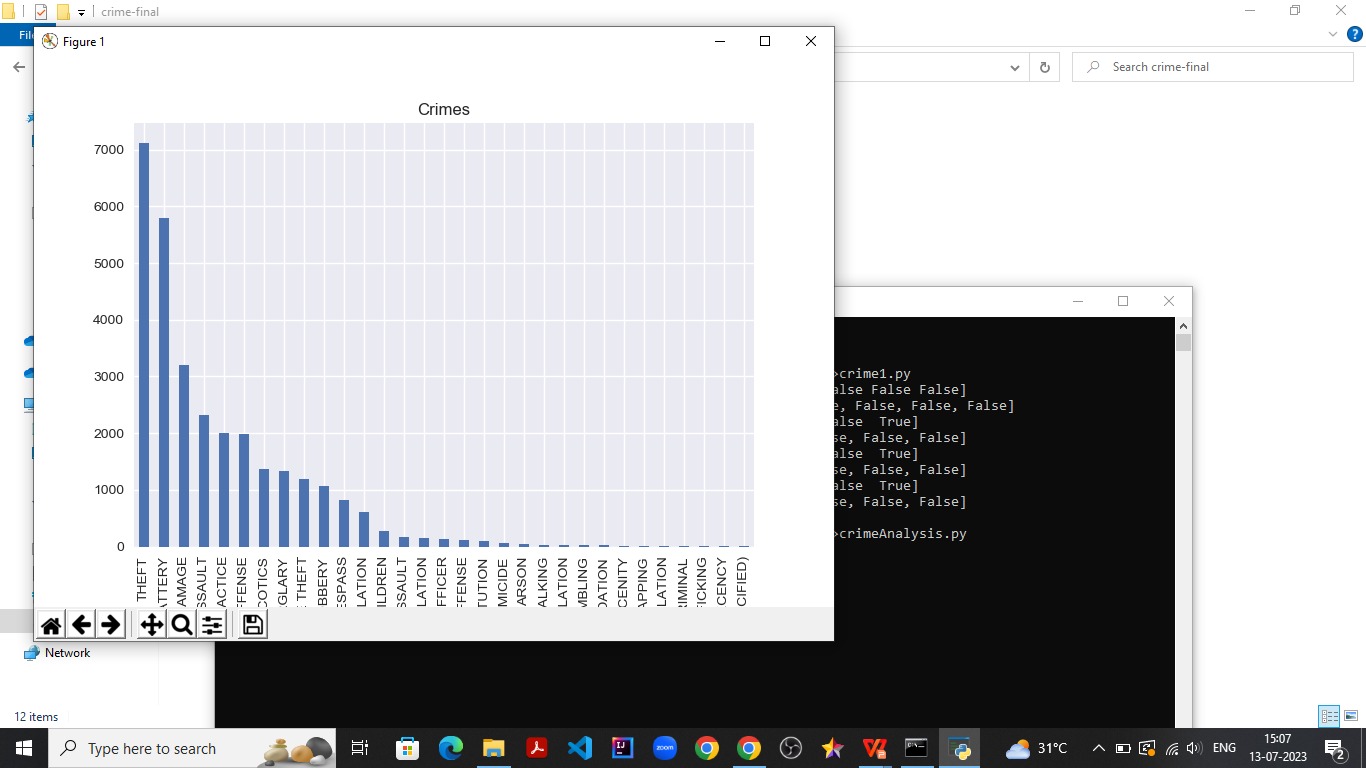 crime-final
Fil
Search crime-final
Figure 1
Crimes
7000
6000
5000
4000
3000
2000
1000
0
THEFT
ATTERY
AMAGE
SSAULT
ACTICE
FFENSE
COTICS
GLARY
THEFT
BBERY
ESPASS
LATION
ILDREN
SSAULT
LATION
FFICER
FFENSE
TUTION
MICIDE
ARSON
ALKING
LATION
MBLING
DATION
CENITY
APPING
LATION
RIMINAL
FICKING
CENCY
CIFIED)
>crime1.py
alse False False]
e, False, False, False]
alse  True]
se, False, False]
alse  True]
se, False, False]
alse  True]
se, False, False]
>crimeAnalysis.py
Network
12 items
Type here to search
zoom
31°C
ENG
15:07
13-07-2023
2